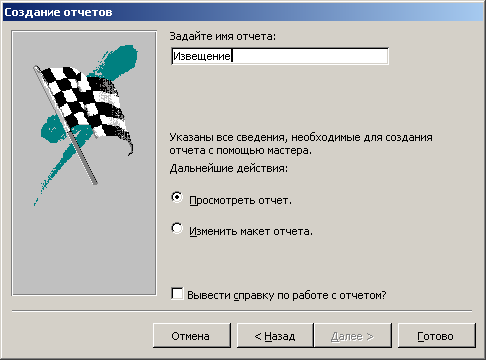 Создание отчетов
Задайте имя отчета:
Извещение
Указаны все сведения, необходимые для создания
отчета с помощью мастера.
Дальнейшие действия:
Просмотреть отчет.
Изменить макет отчета.
Вывести справку по работе с отчетом?
Отмена
< Назад
Далее >
Готово